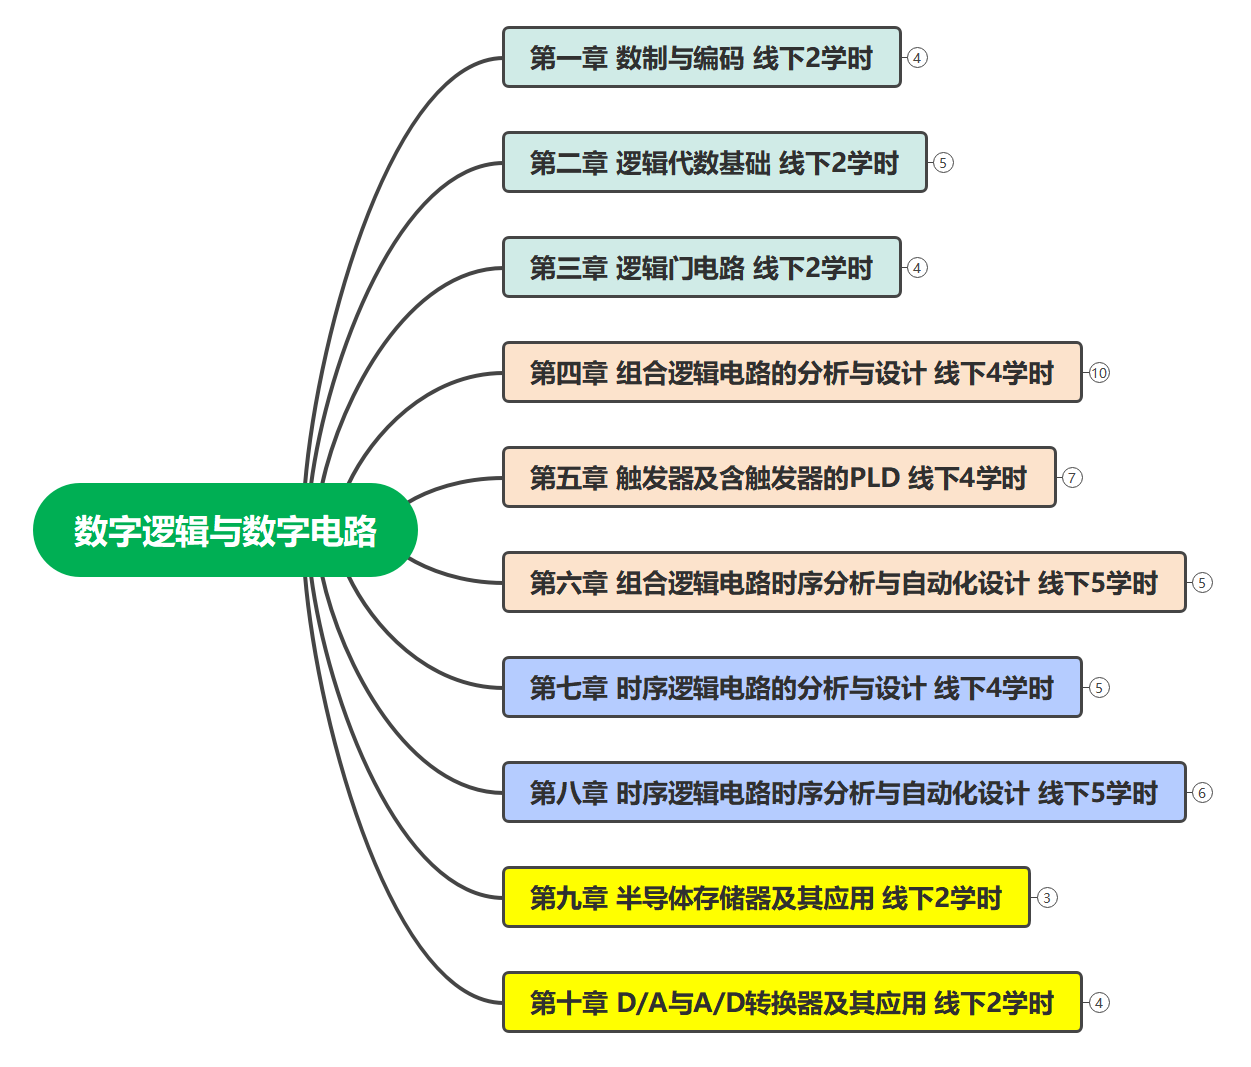 第一章 数制与编码 线下2学时
4
第二章 逻辑代数基础 线下2学时
5
第三章 逻辑门电路 线下2学时
4
第四章 组合逻辑电路的分析与设计 线下4学时
10
第五章 触发器及含触发器的PLD 线下4学时
7
数字逻辑与数字电路
第六章 组合逻辑电路时序分析与自动化设计 线下5学时
5
第七章 时序逻辑电路的分析与设计 线下4学时
5
第八章 时序逻辑电路时序分析与自动化设计 线下5学时
6
第九章 半导体存储器及其应用 线下2学时
3
第十章 D/A与A/D转换器及其应用 线下2学时
4